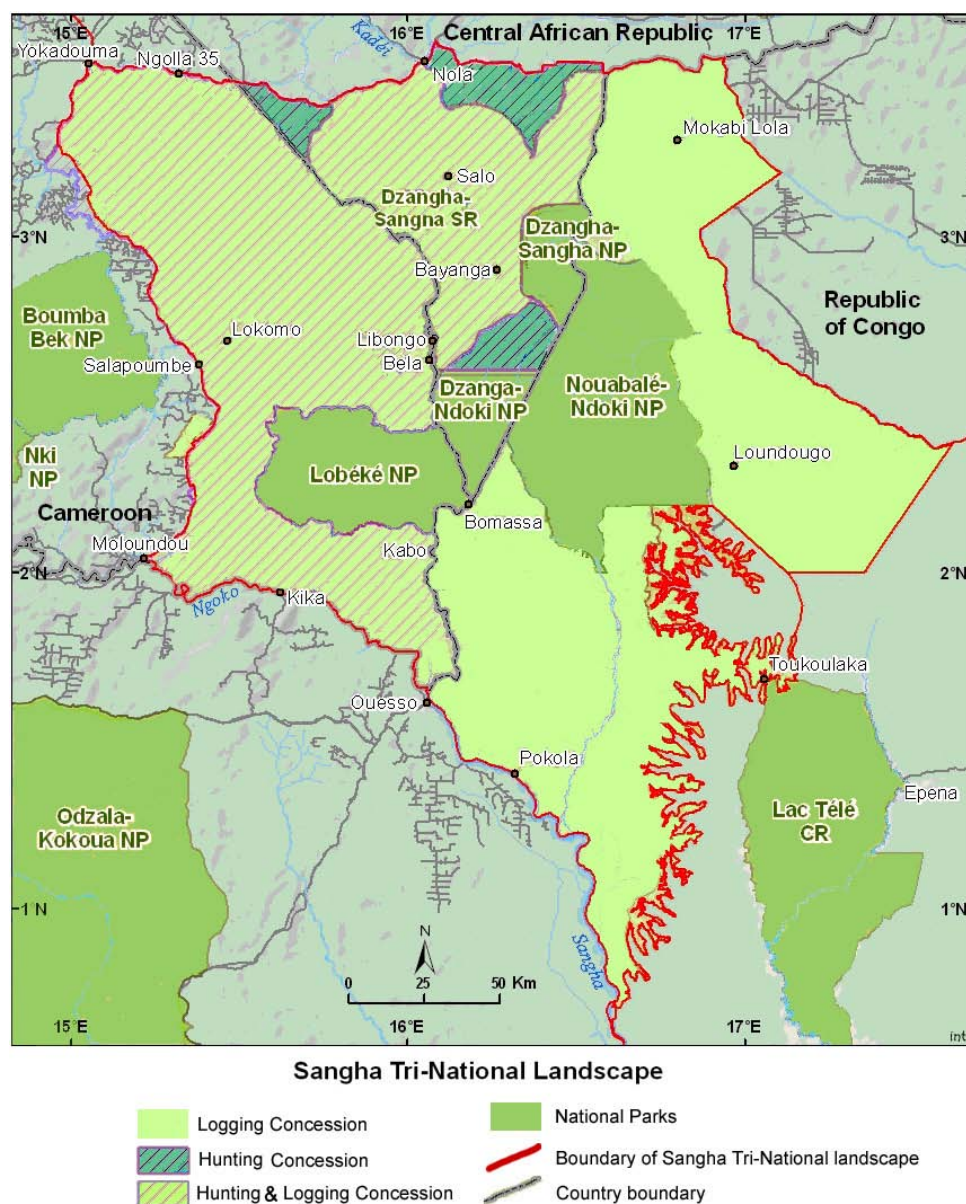 15°E
16°E
Central African Republic
17°E
Kadéï
Yokadouma
Ngolla 35
Nola
Mokabi Lola
Salo
Dzangha-
Sangna SR
3°N
Dzangha-
Sangha NP
3°N
Bayanga
Boumba
Bek NP
Republic
of Congo
Lokomo
Libongo
Bela
Salapoumbe
Dzanga-
Ndoki NP
Nouabalé-
Ndoki NP
Nki
NP
Lobéké NP
Loundougo
Cameroon
Bomassa
Moloundou
Kabo
2°N
2°N
Ngoko
Kika
Toukoulaka
Ouesso
Pokola
Epena
Odzala-
Kokoua NP
Lac Télé
CR
1°N
1°N
N
Sangha
0 25 50 Km
15°E
16°E
17°E
int
Sangha Tri-National Landscape
Logging Concession
National Parks
Hunting Concession
Boundary of Sangha Tri-National landscape
Hunting & Logging Concession
Country boundary